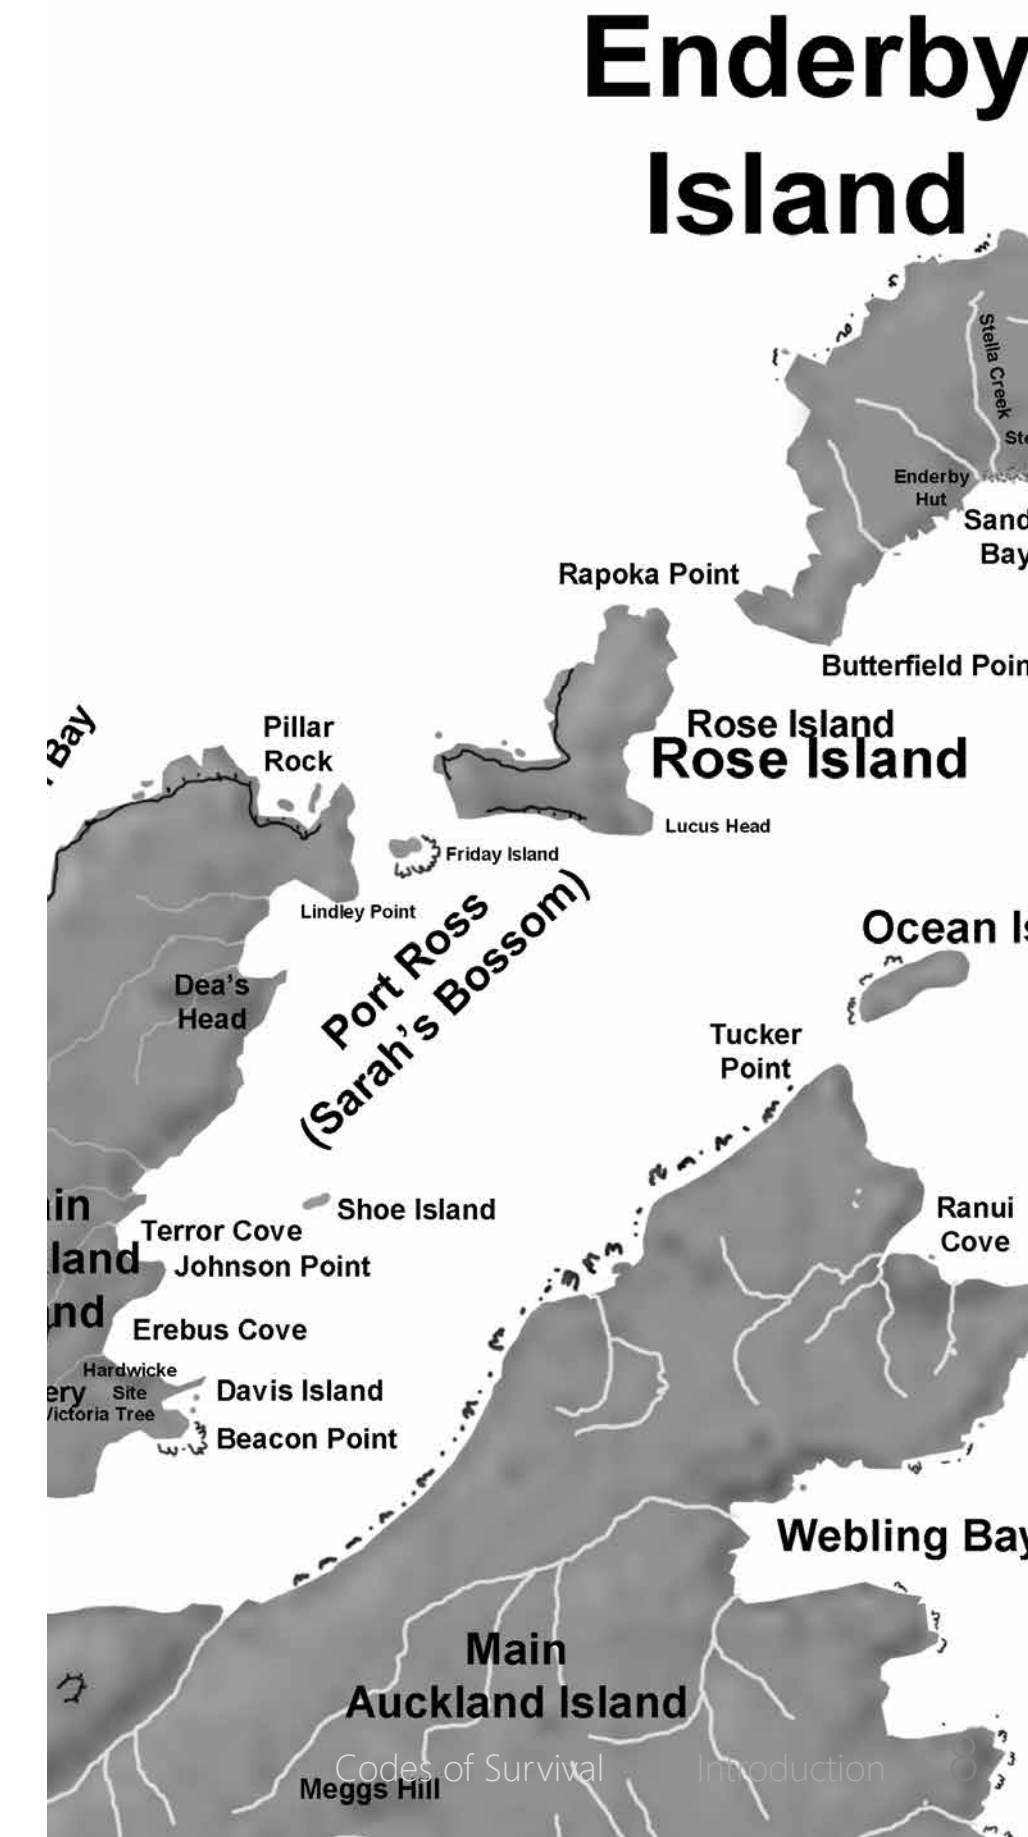 Enderby
Island
Stella Creek
Enderby
Hut
Sand
Bay
Rapoka Point
Butterfield Poin
Bay
Pillar
Rock
Rose Island
Rose Island
Lucus Head
Friday Island
Lindley Point
Port Ross
(Sarah's Bossom)
Ocean Is
Dea's
Head
Tucker
Point
Shoe Island
Ranui
Cove
Terror Cove
Johnson Point
Erebus Cove
Hardwicke
Site
Victoria Tree
Davis Island
Beacon Point
Webling Bay
Main
Auckland Island
Meggs Hill
Codes of Survival Introduction 8